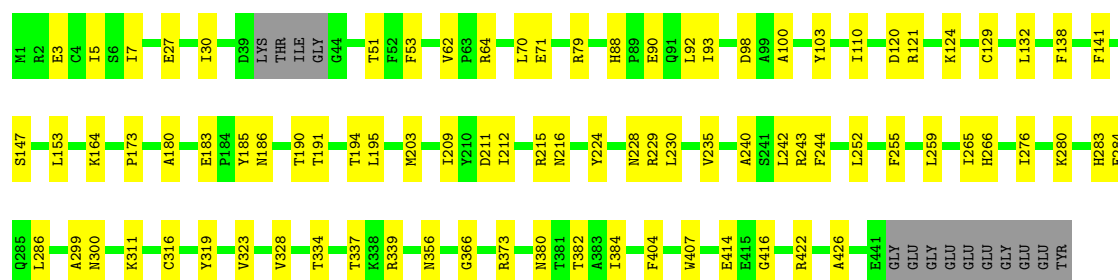 M1 R2 E3 C4 I5 S6 I7 E27 I30 D39 LYS THR ILE GLY G44 T51 F52 F53 V62 P63 R64 L70 E71 R79 H88 P89 E90 Q91 L92 I93 D98 A99 A100 Y103 I110 D120 R121 K124 C129 L132 F138 F141
S147 L153 K164 P173 A180 E183 P184 Y185 N186 T190 T191 T194 L195 M203 I209 Y210 D211 I212 R215 N216 Y224 N228 R229 L230 V235 A240 S241 L242 R243 F244 L252 F255 L259 I265 H266 I276 K280 H283
Q285 L286 A299 N300 K311 C316 Y319 V323 V328 T334 T337 K338 R339 N356 G366 R373 N380 T381 T382 A383 I384 F404 W407 E414 E415 G416 R422 A426 E441 GLY GLU GLY GLU GLU GLU GLY GLU GLU TYR